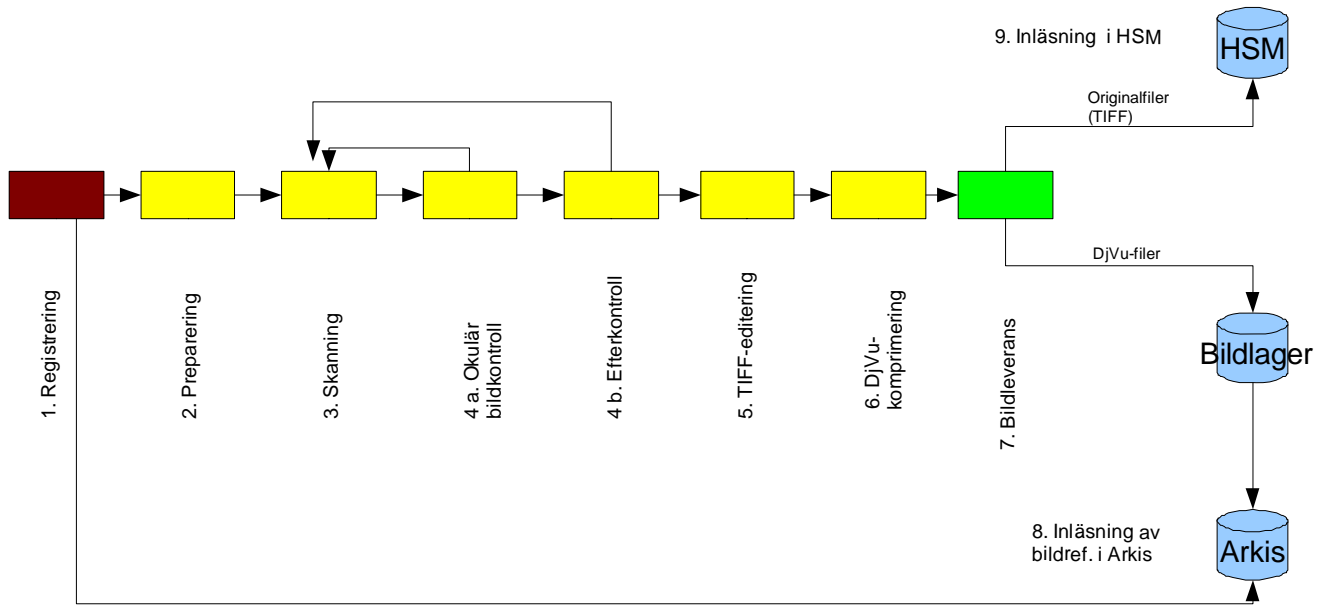 9. Inläsning i HSM
HSM
Originalfiler
(TIFF)
DjVu-filer
1. Registrering
2. Preparering
3. Skanning
4 a. Okulär
bildkontroll
4 b. Efterkontroll
5. TIFF-editering
6. DjVu-
komprimering
7. Bildleverans
Bildlager
8. Inläsning av
bildref. i Arkis
Arkis